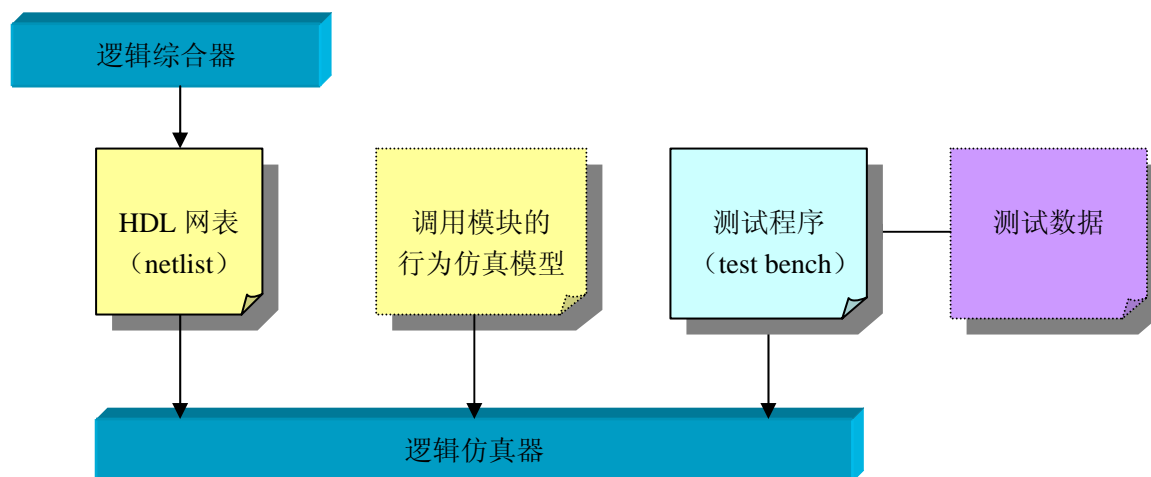 逻辑综合器
HDL 网表
（netlist）
调用模块的
行为仿真模型
测试程序
（test bench）
测试数据
逻辑仿真器